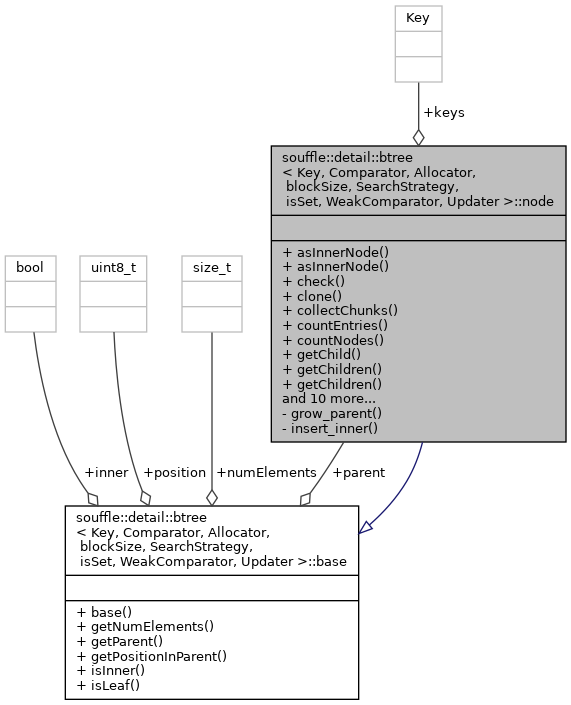 Key
+keys
souffle::detail::btree
< Key, Comparator, Allocator,
blockSize, SearchStrategy,
isSet, WeakComparator, Updater >::node
+ asInnerNode()
+ asInnerNode()
+ check()
+ clone()
+ collectChunks()
+ countEntries()
+ countNodes()
+ getChild()
+ getChildren()
+ getChildren()
and 10 more...
- grow_parent()
- insert_inner()
bool
uint8_t
size_t
+inner
+position
+numElements
+parent
souffle::detail::btree
< Key, Comparator, Allocator,
blockSize, SearchStrategy,
isSet, WeakComparator, Updater >::base
+ base()
+ getNumElements()
+ getParent()
+ getPositionInParent()
+ isInner()
+ isLeaf()